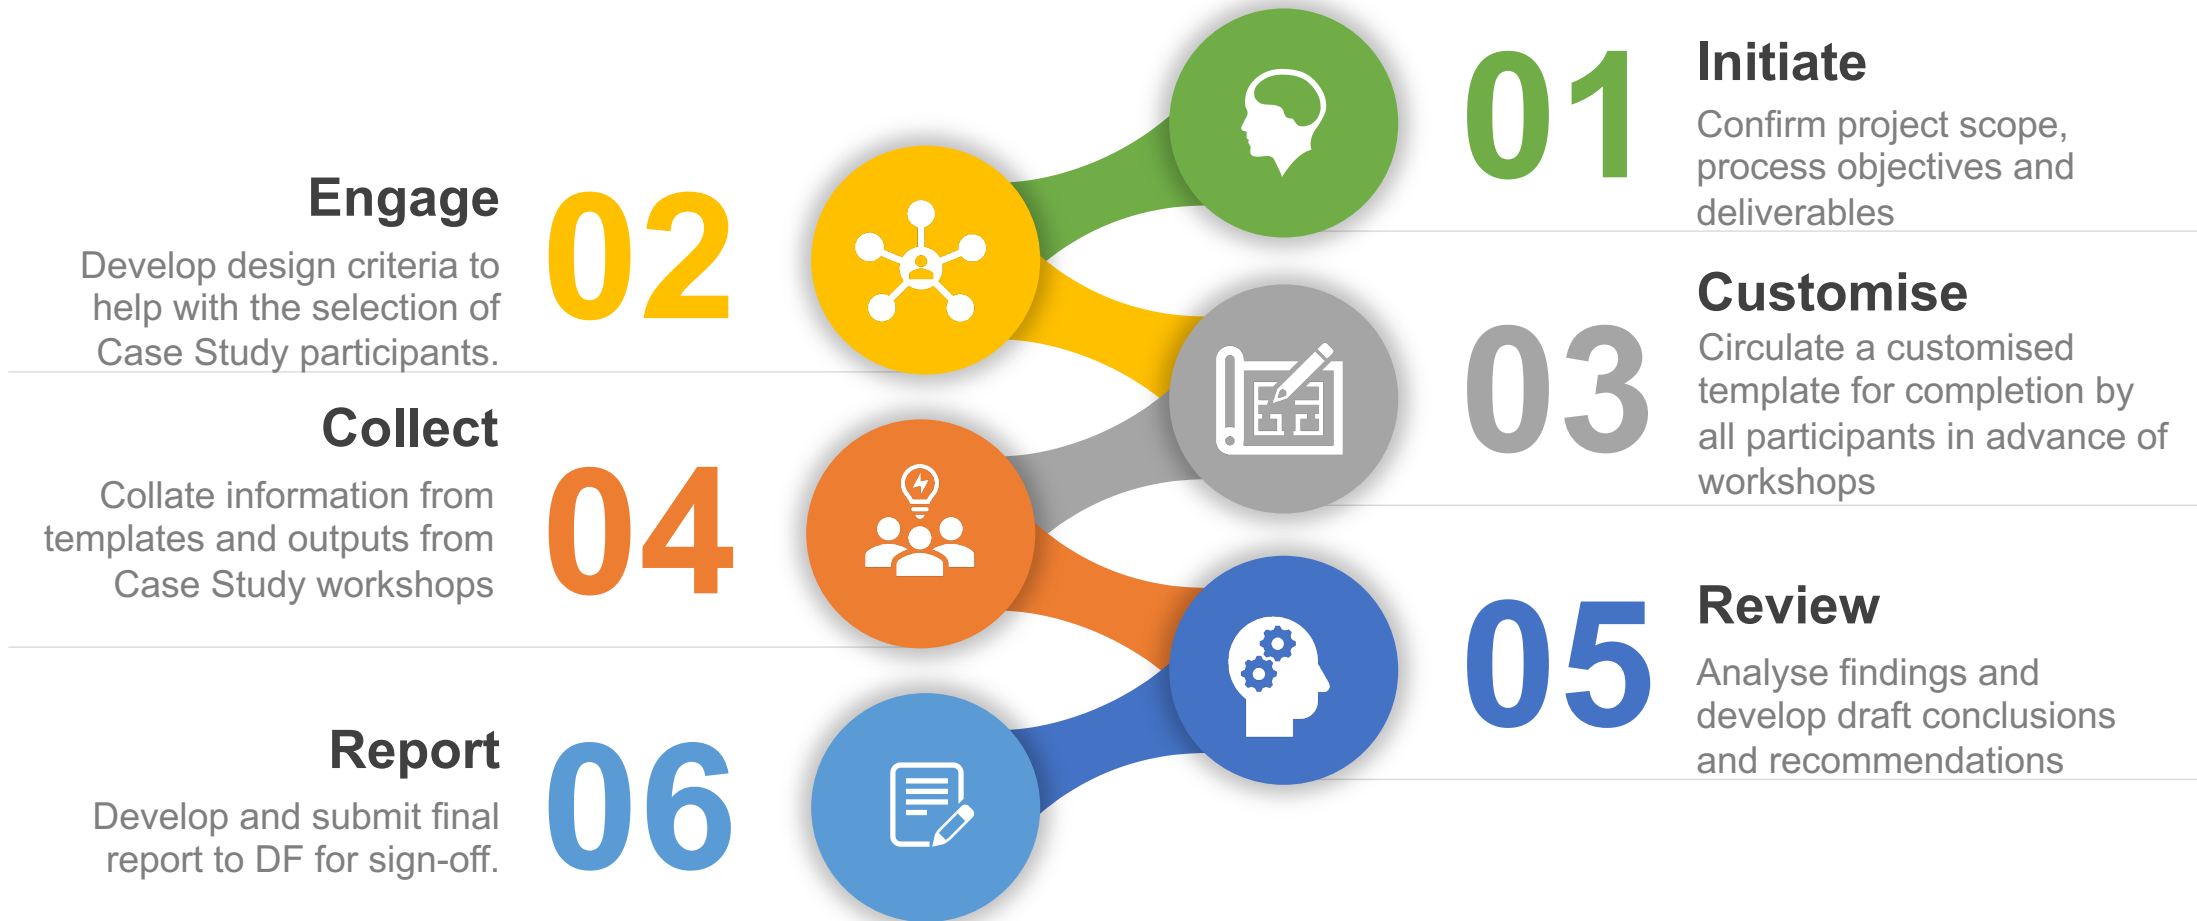 01
Initiate
Confirm project scope,
process objectives and
deliverables
02
Engage
Develop design criteria to
help with the selection of
Case Study participants.
03
Customise
Circulate a customised
template for completion by
all participants in advance of
workshops
04
Collect
Collate information from
templates and outputs from
Case Study workshops
05
Review
Analyse findings and
develop draft conclusions
and recommendations
06
Report
Develop and submit final
report to DF for sign-off.